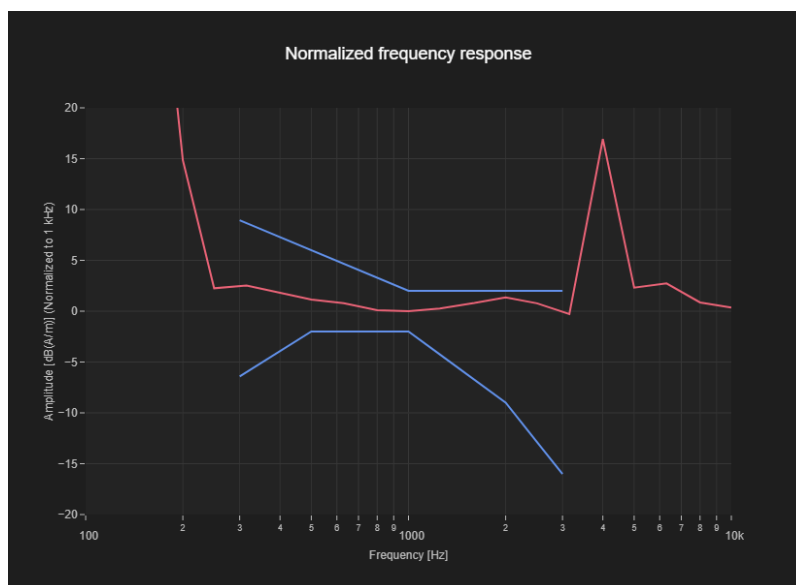 Normalized frequency response
Amplitude [dB(A/m)] (Normalized to 1 kHz)
20
15
10
5
0
−5
−10
−15
−20
100 2 3 4 5 6 7 8 9 1000 2 3 4 5 6 7 8 9 10k
Frequency [Hz]